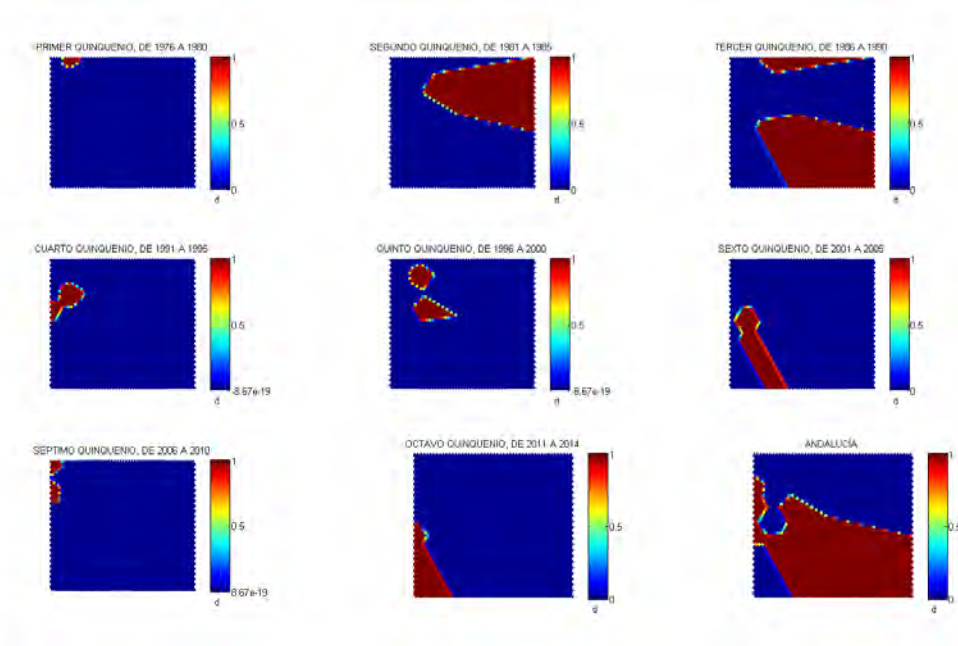 PRIMER QUINQUENIO, DE 1976 A 1980
1
0.5
0
d
SEGUNDO QUINQUENIO, DE 1981 A 1985
1
0.5
0
d
TERCER QUINQUENIO, DE 1986 A 1990
1
0.5
0
d
CUARTO QUINQUENIO, DE 1991 A 1995
1
0.5
-8.67e-19
d
QUINTO QUINQUENIO, DE 1996 A 2000
1
0.5
-8.67e-19
d
SEXTO QUINQUENIO, DE 2001 A 2005
1
0.5
0
d
SEPTIMO QUINQUENIO, DE 2006 A 2010
1
0.5
8.67e-19
d
OCTAVO QUINQUENIO, DE 2011 A 2014
1
0.5
0
d
ANDALUCÍA
1
0.5
0
d